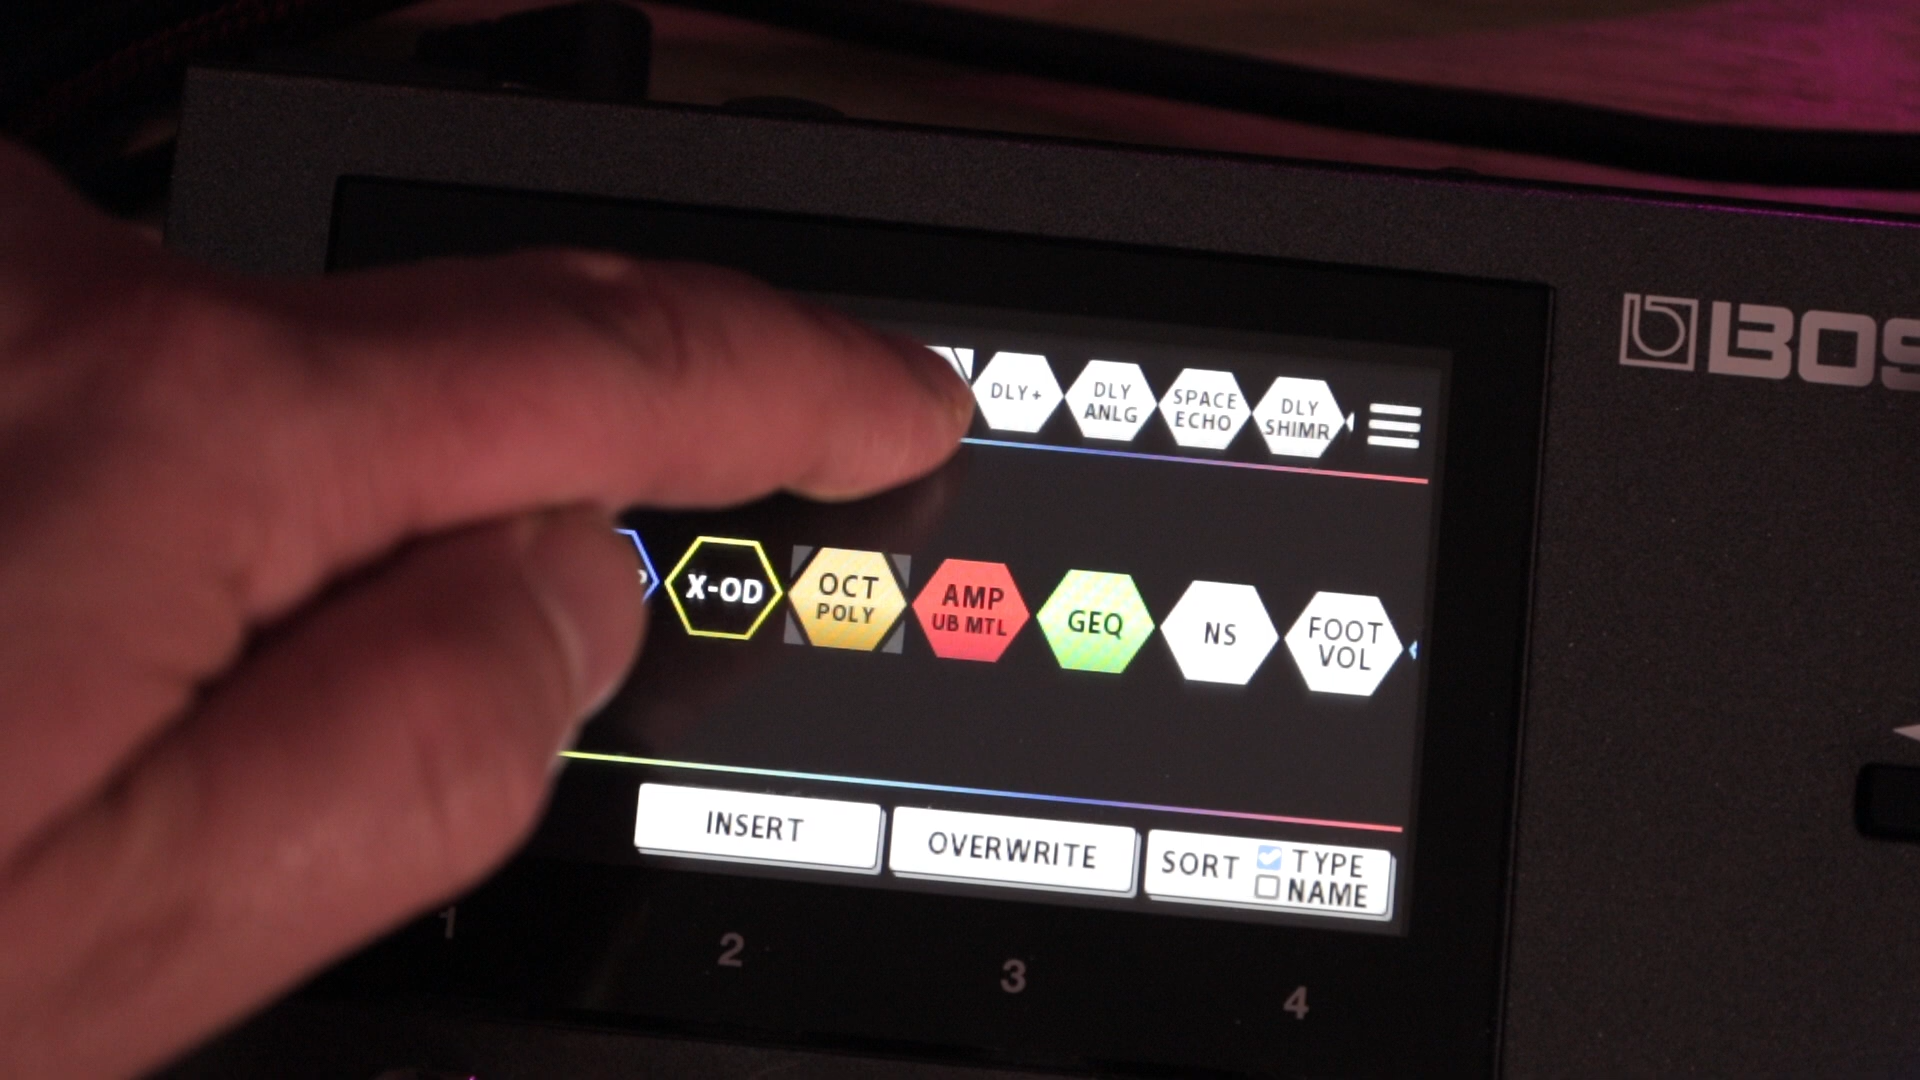 BOSS
DLY+
DLY
ANLG
SPACE
ECHO
DLY
SHIMR
X-OD
OCT
POLY
AMP
UB MTL
GEQ
NS
FOOT
VOL
INSERT
OVERWRITE
SORT
TYPE
NAME
1
2
3
4